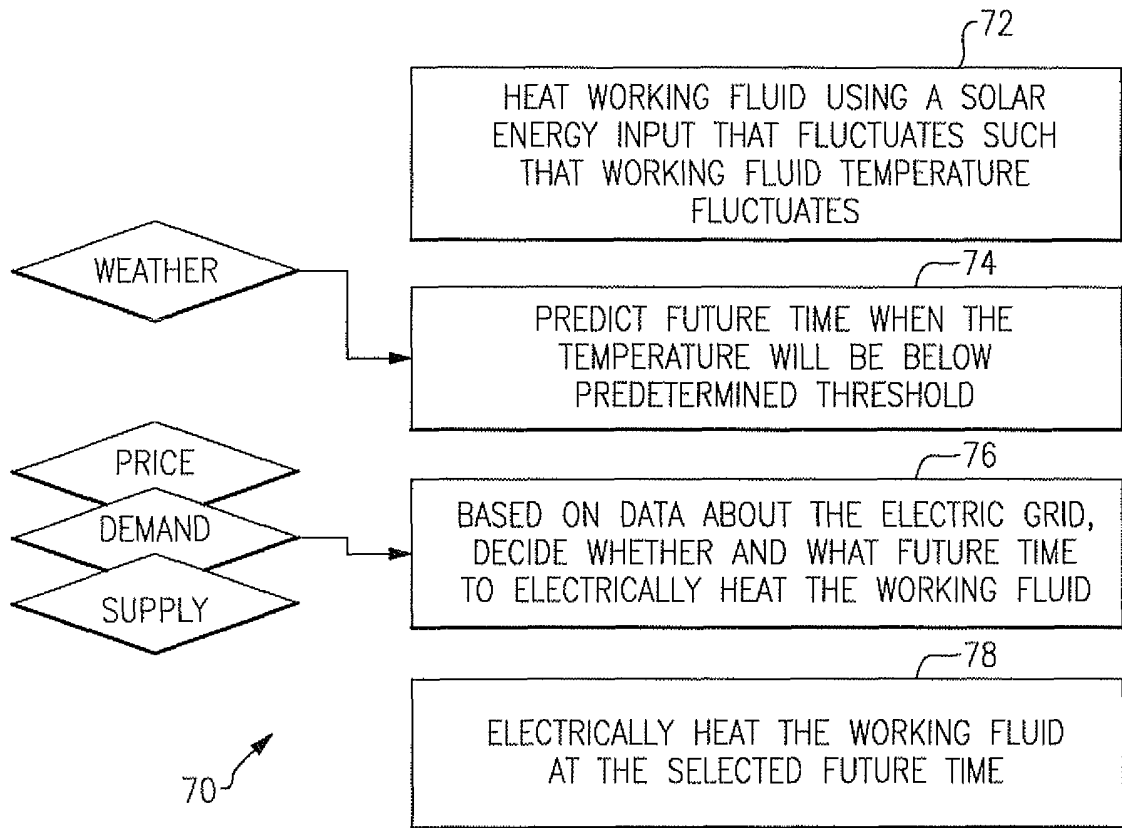 72
HEAT WORKING FLUID USING A SOLAR
ENERGY INPUT THAT FLUCTUATES SUCH
THAT WORKING FLUID TEMPERATURE
FLUCTUATES
WEATHER
74
PREDICT FUTURE TIME WHEN THE
TEMPERATURE WILL BE BELOW
PREDETERMINED THRESHOLD
PRICE
DEMAND
SUPPLY
76
BASED ON DATA ABOUT THE ELECTRIC GRID,
DECIDE WHETHER AND WHAT FUTURE TIME
TO ELECTRICALLY HEAT THE WORKING FLUID
78
ELECTRICALLY HEAT THE WORKING FLUID
AT THE SELECTED FUTURE TIME
70